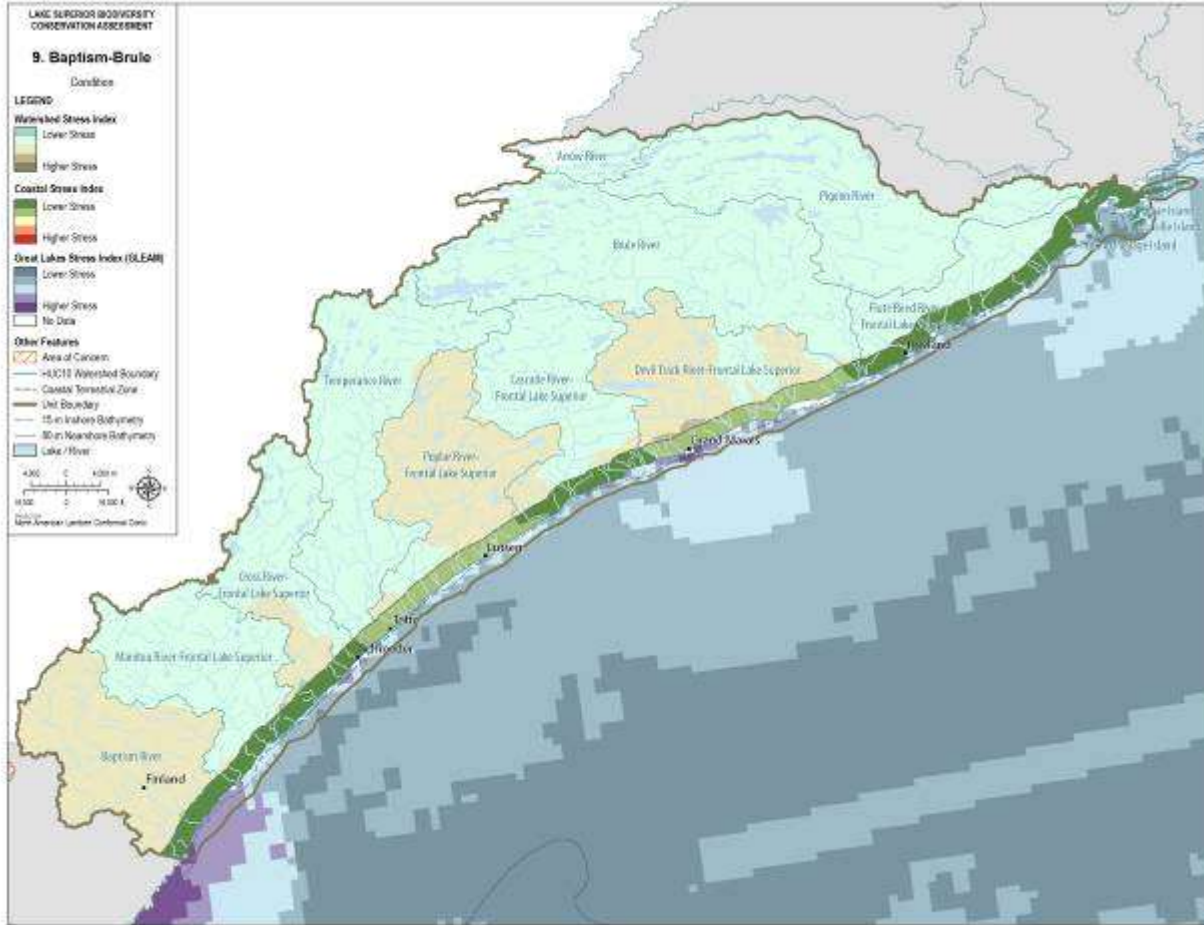 LAKE SUPERIOR BIODIVERSITY
CONSERVATION ASSESSMENT
9. Baptism-Brule
Condition
LEGEND
Watershed Stress Index
Lower Stress
Higher Stress
Coastal Stress Index
Lower Stress
Higher Stress
Great Lakes Stress Index (GLEAM)
Lower Stress
Higher Stress
No Data
Other Features
Area of Concern
HUC10 Watershed Boundary
Coastal Terrestrial Zone
Unit Boundary
15 m Inshore Bathymetry
80 m Nearshore Bathymetry
Lake / River
North American Lambert Conformal Conic
Arrow River
Pigeon River
Brule River
Flute Reed River-
Frontal Lake
Hovland
Devil Track River-Frontal Lake Superior
Temperance River
Cascade River-
Frontal Lake Superior
Grand Marais
Poplar River-
Frontal Lake Superior
Lutsen
Cross River-
Frontal Lake Superior
Tofte
Schroeder
Manitou River-Frontal Lake Superior
Baptism River
Finland